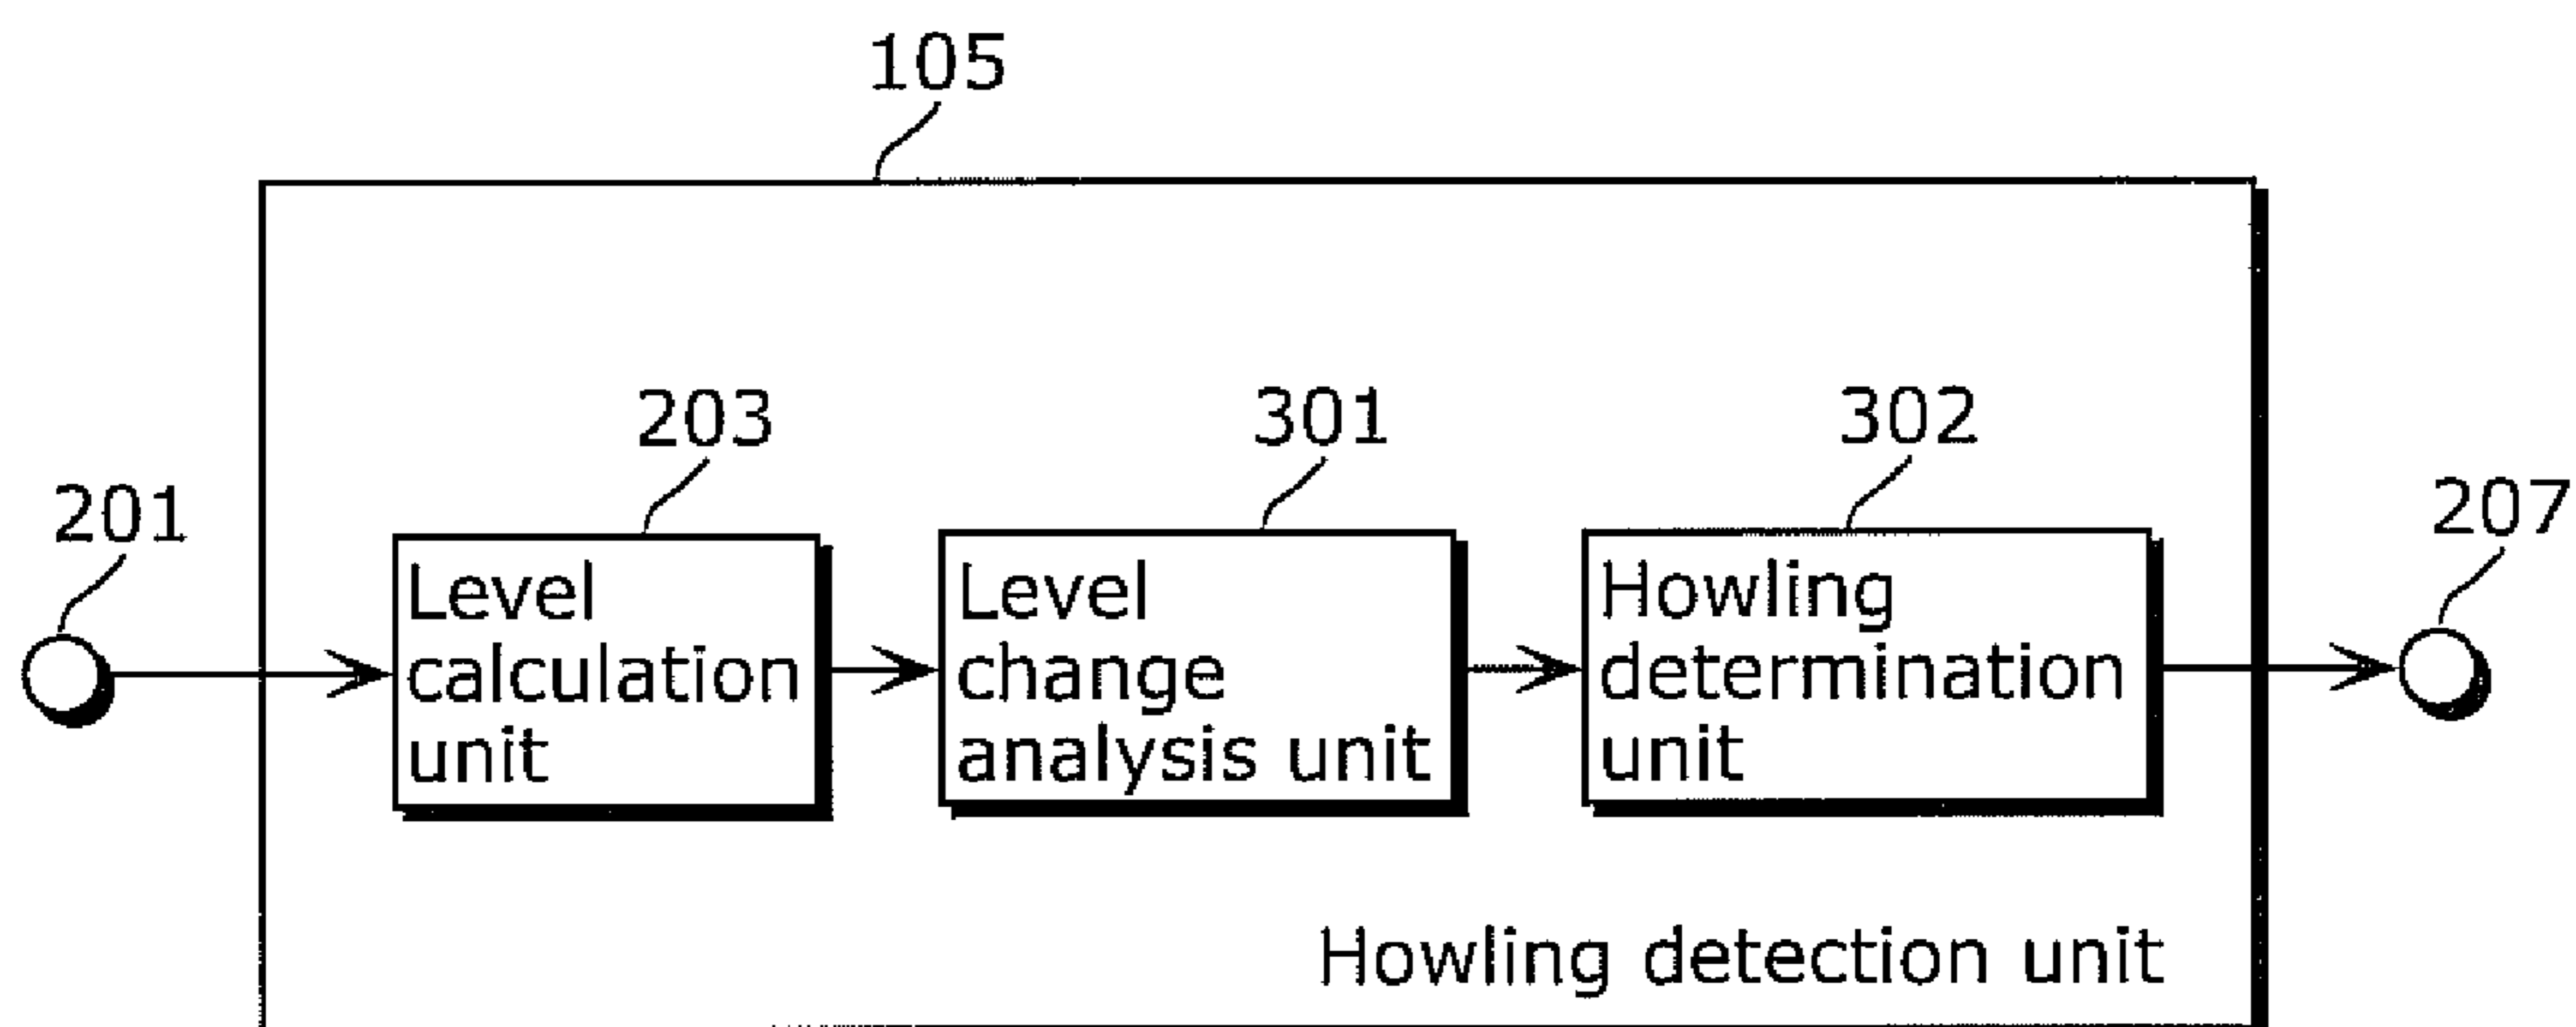 105
203
301
302
201
207
Level
calculation
unit
Level
change
analysis unit
Howling
determination
unit
Howling detection unit